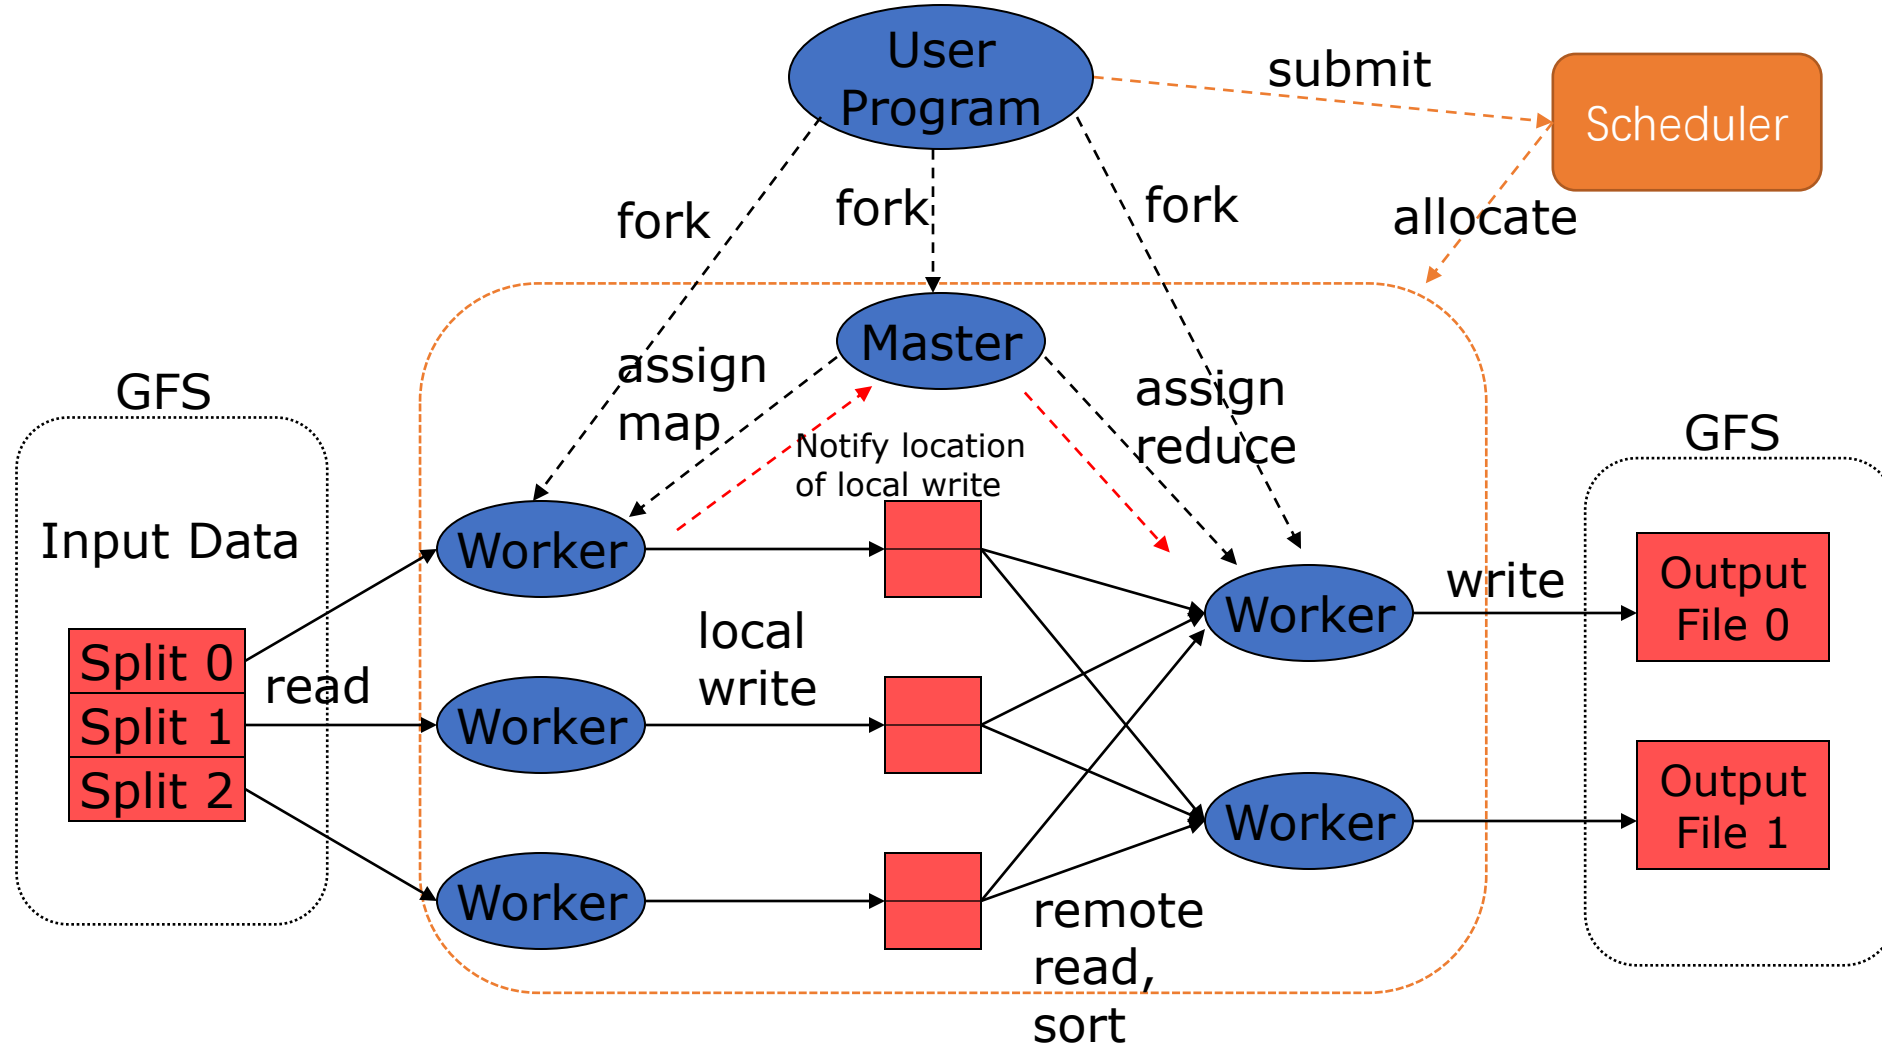 User
Program
submit
Scheduler
fork
fork
fork
allocate
Master
assign
map
assign
reduce
GFS
GFS
Notify location
of local write
Input Data
Worker
Worker
write
Output
File 0
Split 0
Split 1
Split 2
read
local
write
Worker
Worker
Output
File 1
Worker
remote
read,
sort